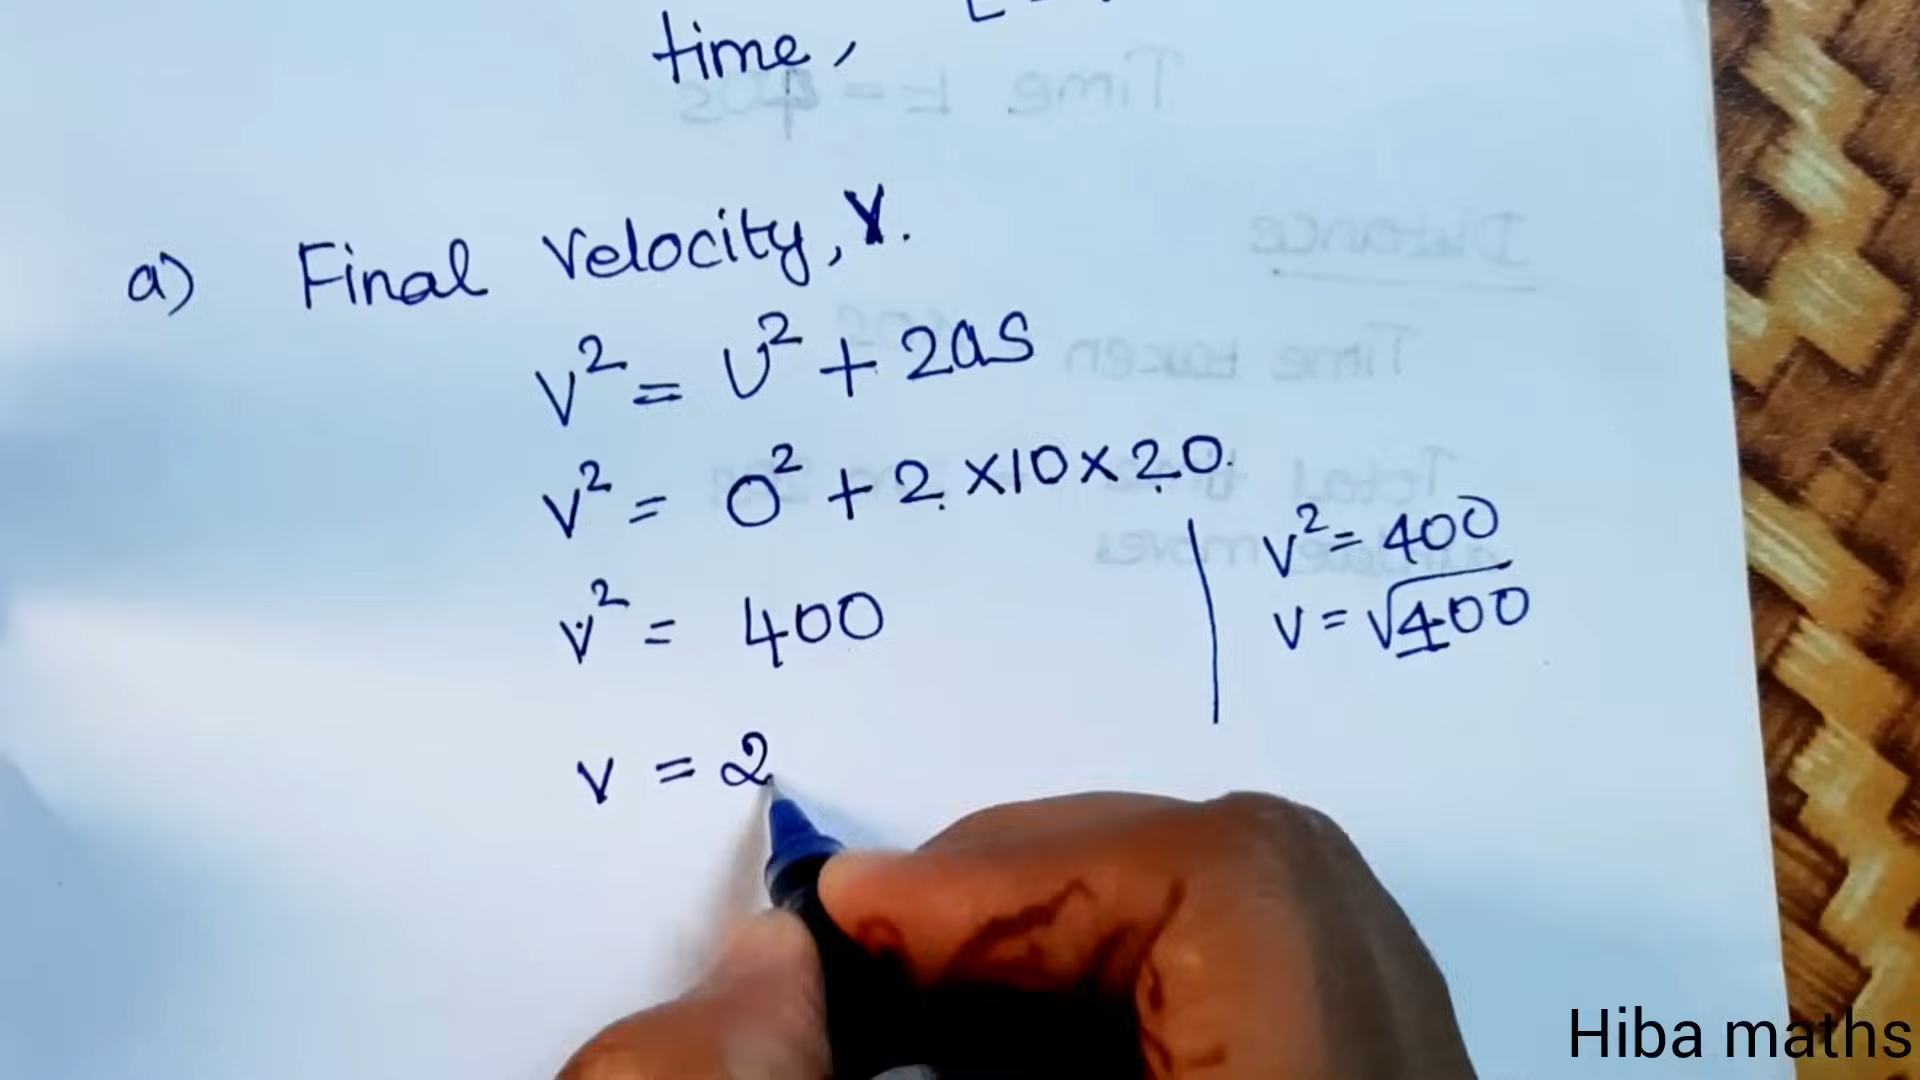 time,
a) Final Velocity, V.
V² = U² + 2as
V² = 0² + 2 × 10 × 20
V² = 400
V² = 400
V = √400
V = 2
Hiba maths